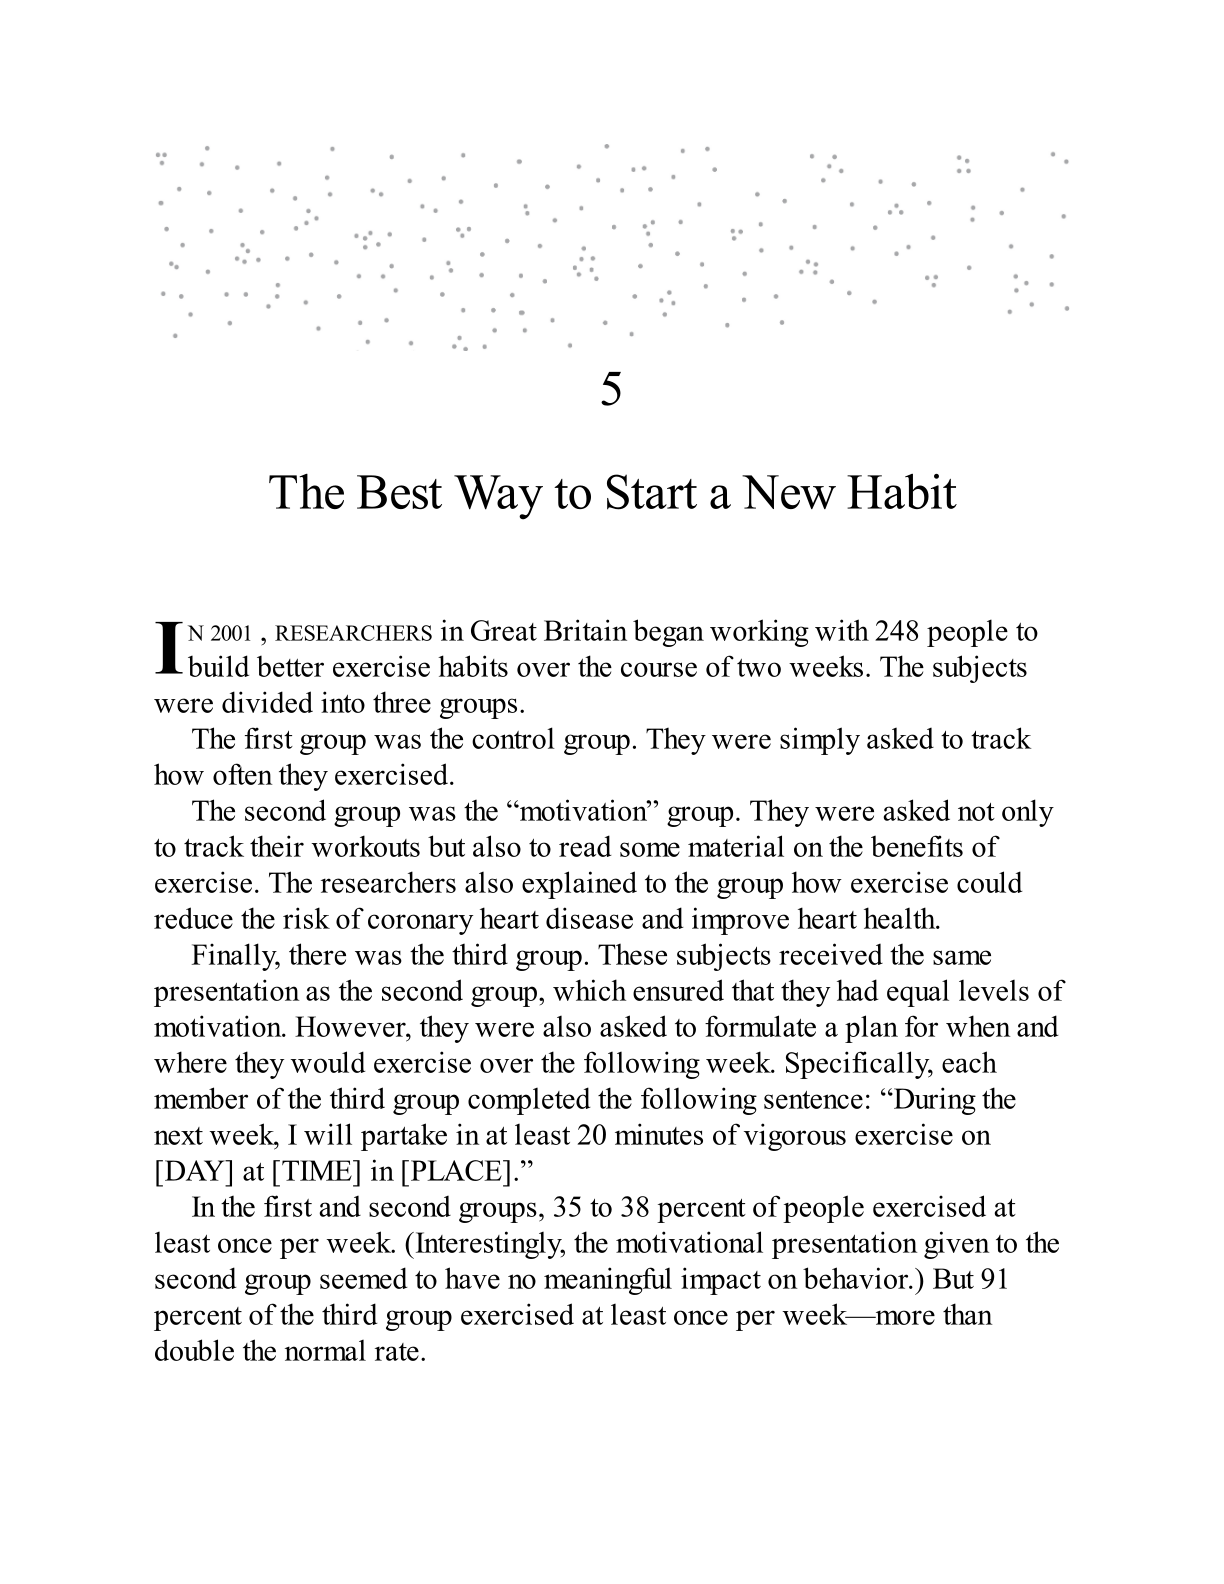 5
The Best Way to Start a New Habit
IN 2001 , RESEARCHERS in Great Britain began working with 248 people to
build better exercise habits over the course of two weeks. The subjects
were divided into three groups.
The first group was the control group. They were simply asked to track
how often they exercised.
The second group was the “motivation” group. They were asked not only
to track their workouts but also to read some material on the benefits of
exercise. The researchers also explained to the group how exercise could
reduce the risk of coronary heart disease and improve heart health.
Finally, there was the third group. These subjects received the same
presentation as the second group, which ensured that they had equal levels of
motivation. However, they were also asked to formulate a plan for when and
where they would exercise over the following week. Specifically, each
member of the third group completed the following sentence: “During the
next week, I will partake in at least 20 minutes of vigorous exercise on
[DAY] at [TIME] in [PLACE].”
In the first and second groups, 35 to 38 percent of people exercised at
least once per week. (Interestingly, the motivational presentation given to the
second group seemed to have no meaningful impact on behavior.) But 91
percent of the third group exercised at least once per week—more than
double the normal rate.